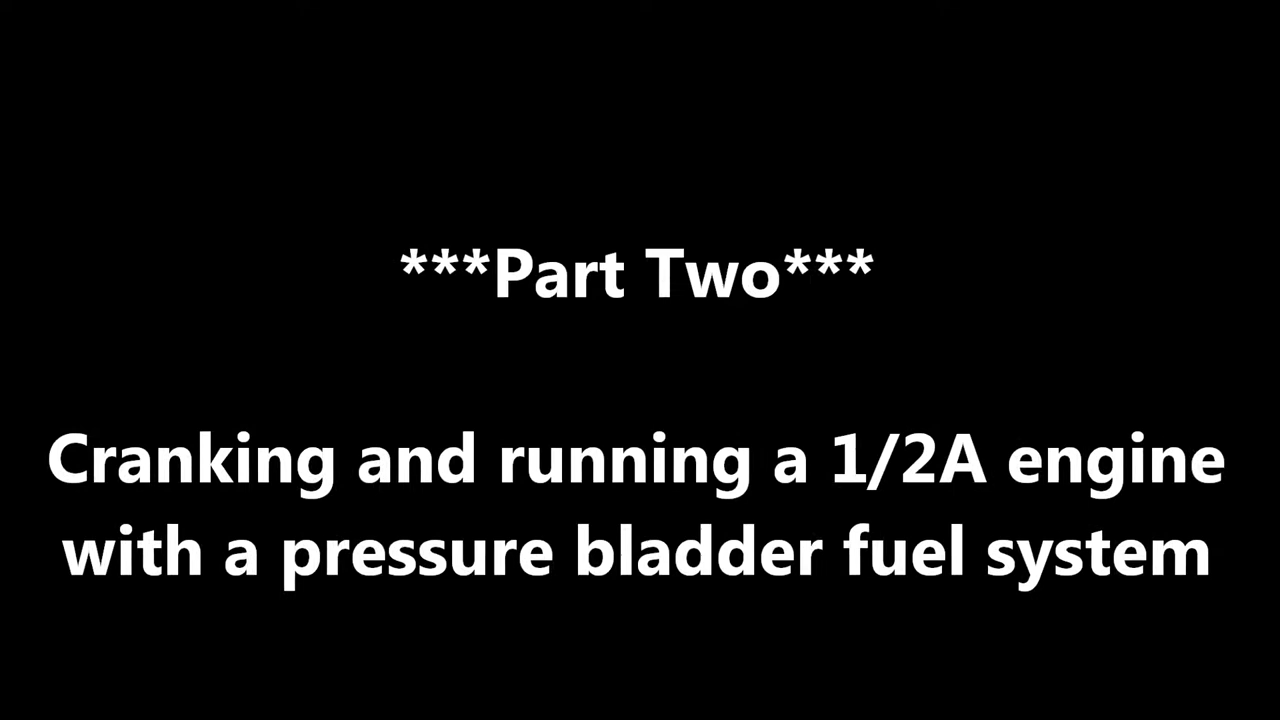 ***Part Two***
Cranking and running a 1/2A engine
with a pressure bladder fuel system